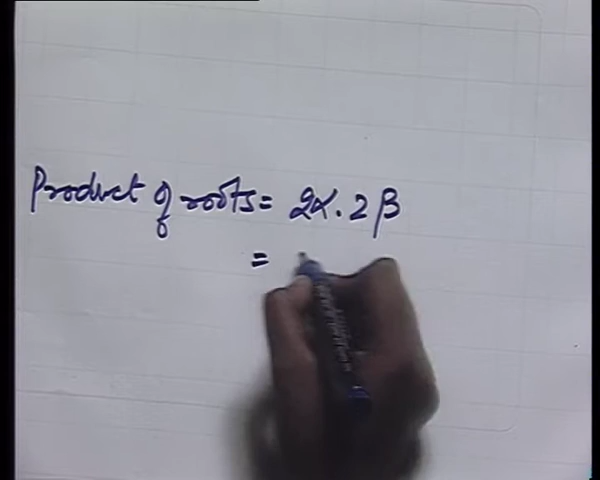 Product of roots = 2α. 2β
=